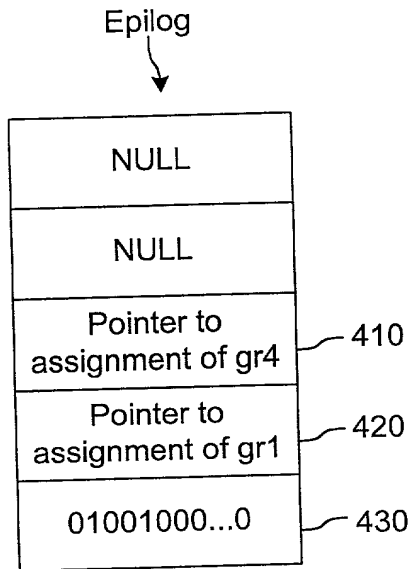 Epilog
NULL
NULL
Pointer to
assignment of gr4
410
Pointer to
assignment of gr1
420
01001000...0
430